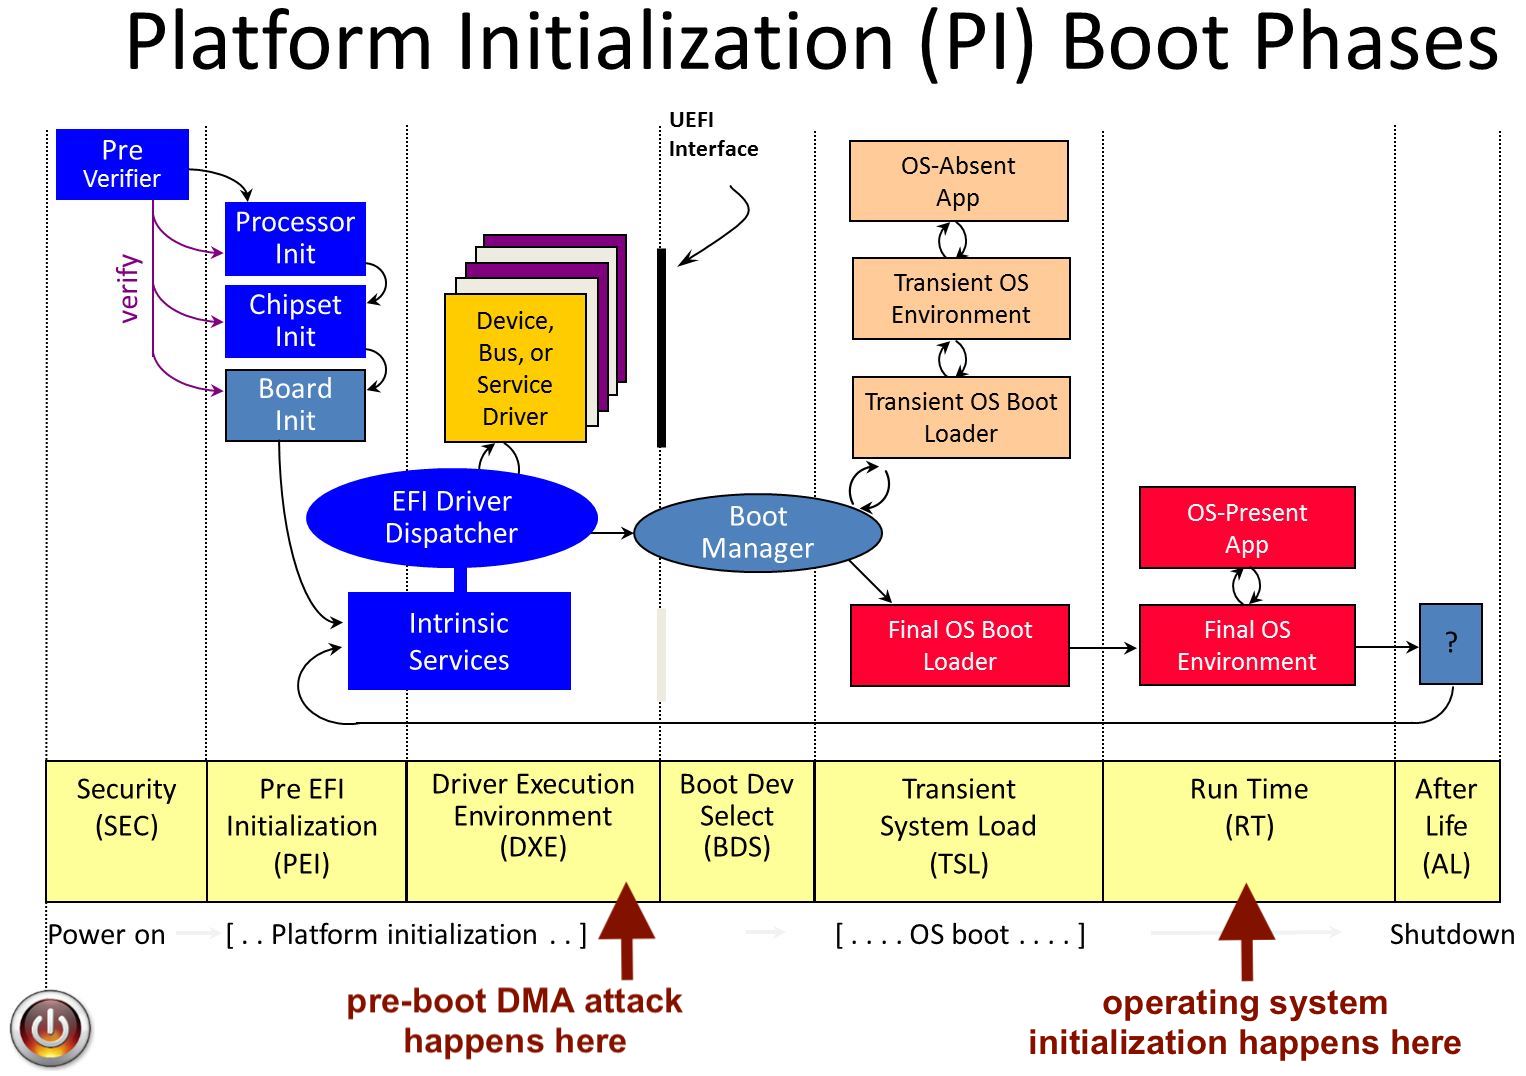 Platform Initialization (PI) Boot Phases
UEFI
Interface
Pre
Verifier
verify
Processor
Init
Chipset
Init
Board
Init
Device,
Bus, or
Service
Driver
EFI Driver
Dispatcher
Intrinsic
Services
Boot
Manager
OS-Absent
App
Transient OS
Environment
Transient OS Boot
Loader
Final OS Boot
Loader
OS-Present
App
Final OS
Environment
?
Security
(SEC)
Pre EFI
Initialization
(PEI)
Driver Execution
Environment
(DXE)
Boot Dev
Select
(BDS)
Transient
System Load
(TSL)
Run Time
(RT)
After
Life
(AL)
Power on
[ . . Platform initialization . . ]
[ . . . . OS boot . . . . ]
Shutdown
pre-boot DMA attack
happens here
operating system
initialization happens here